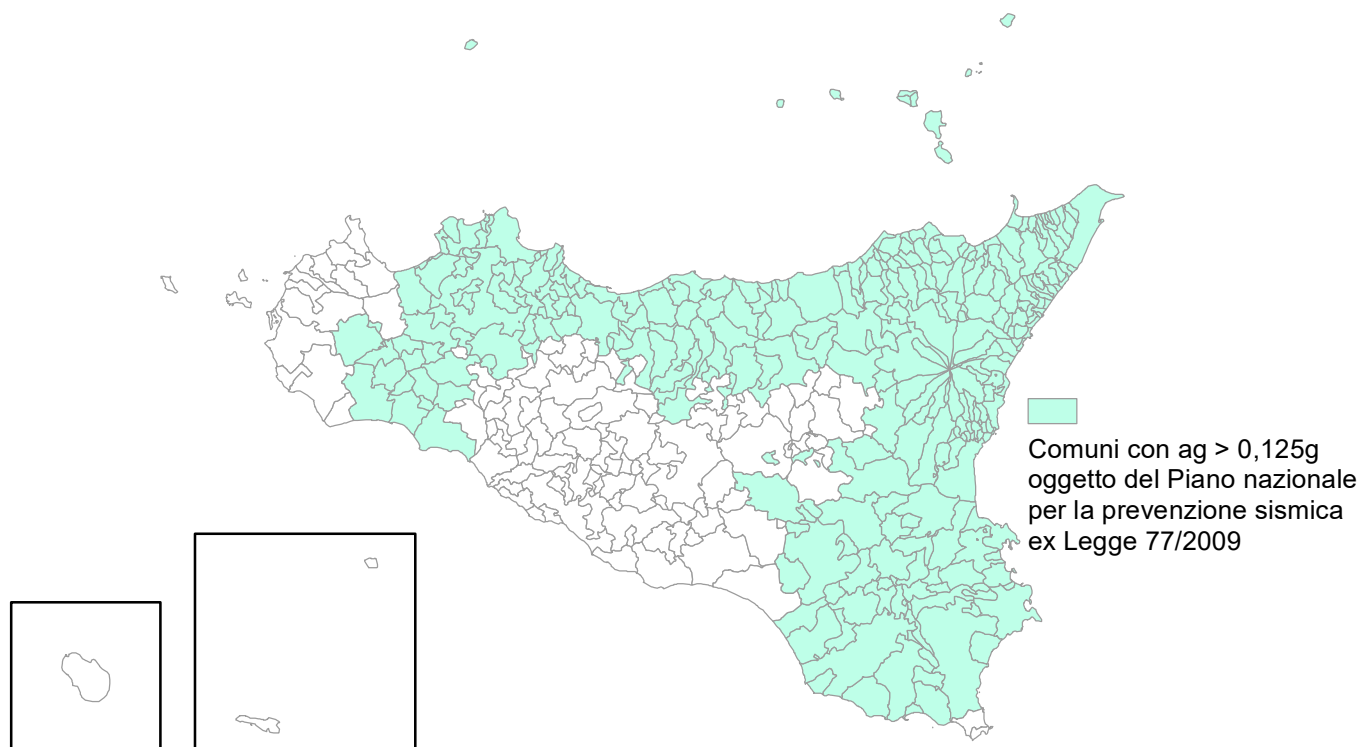 Comuni con ag > 0,125g
oggetto del Piano nazionale
per la prevenzione sismica
ex Legge 77/2009